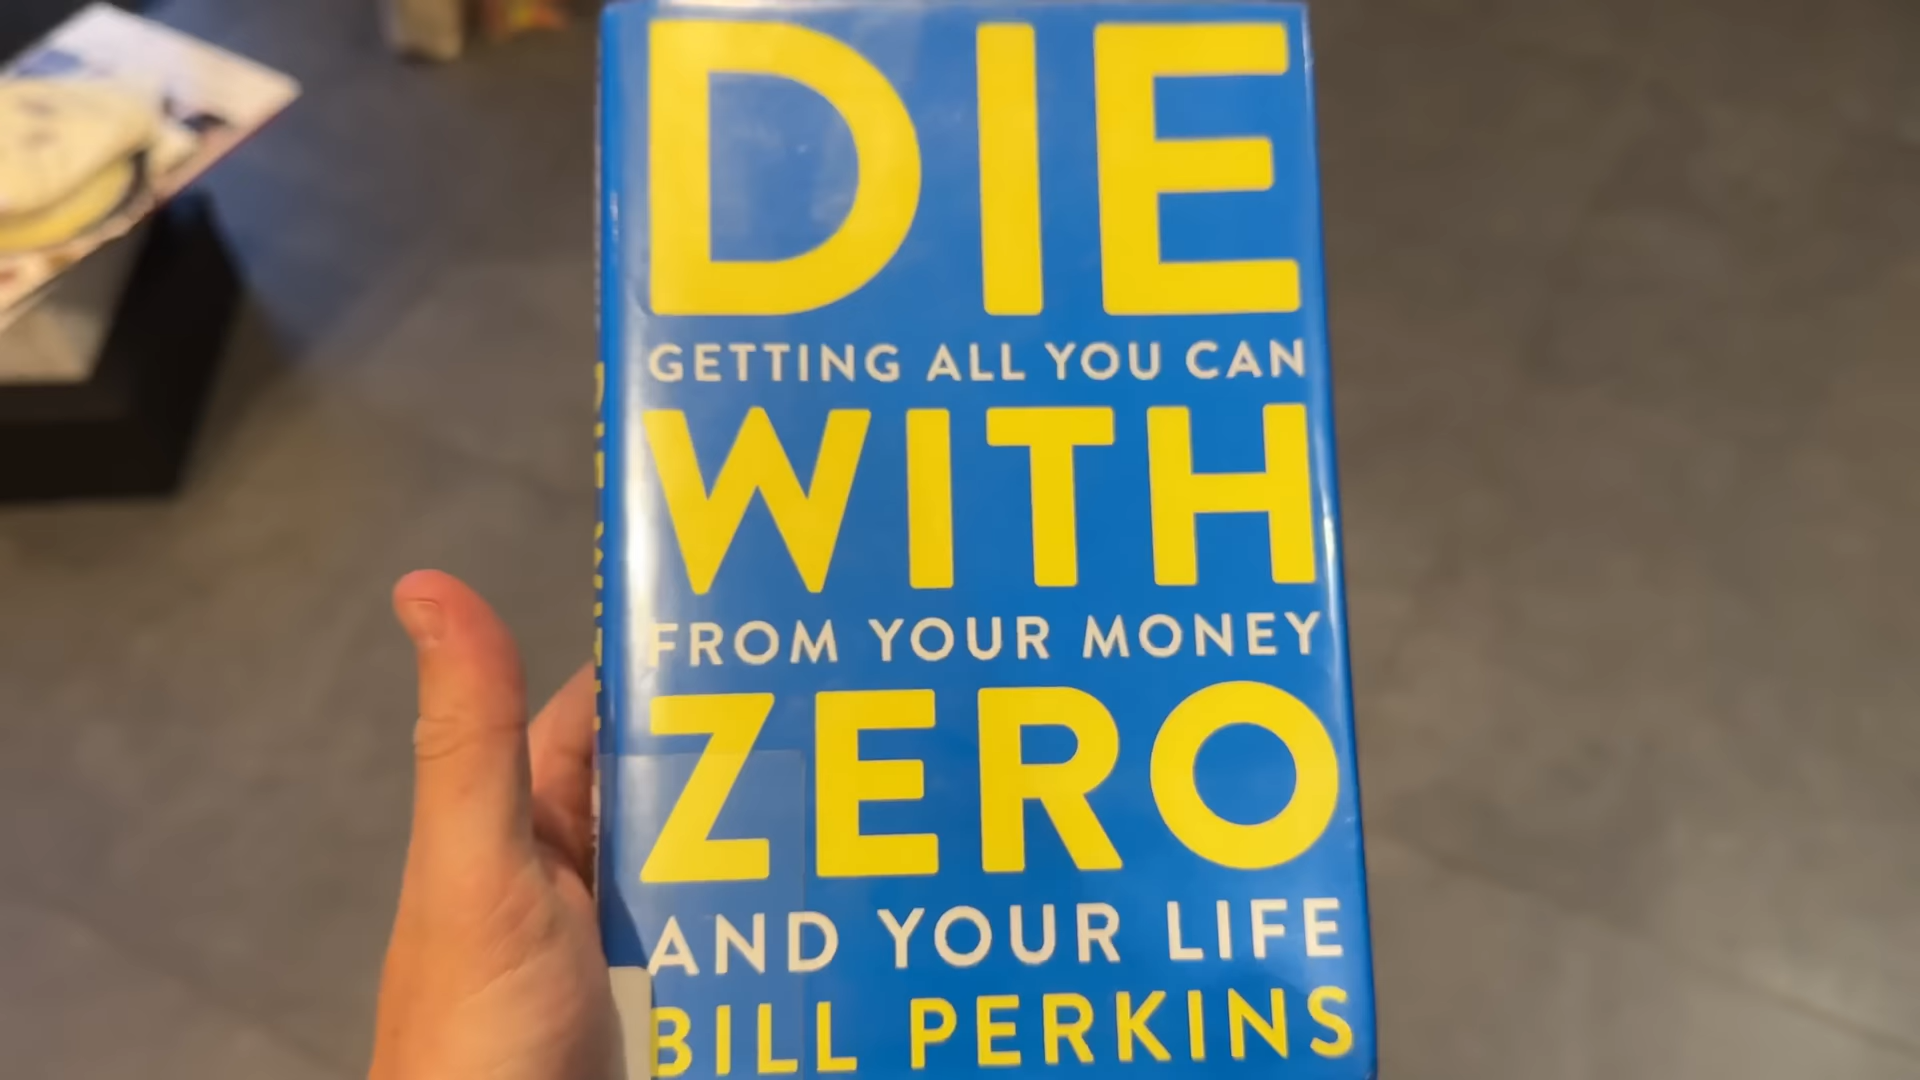 DIE
GETTING ALL YOU CAN
WITH
FROM YOUR MONEY
ZERO
AND YOUR LIFE
BILL PERKINS